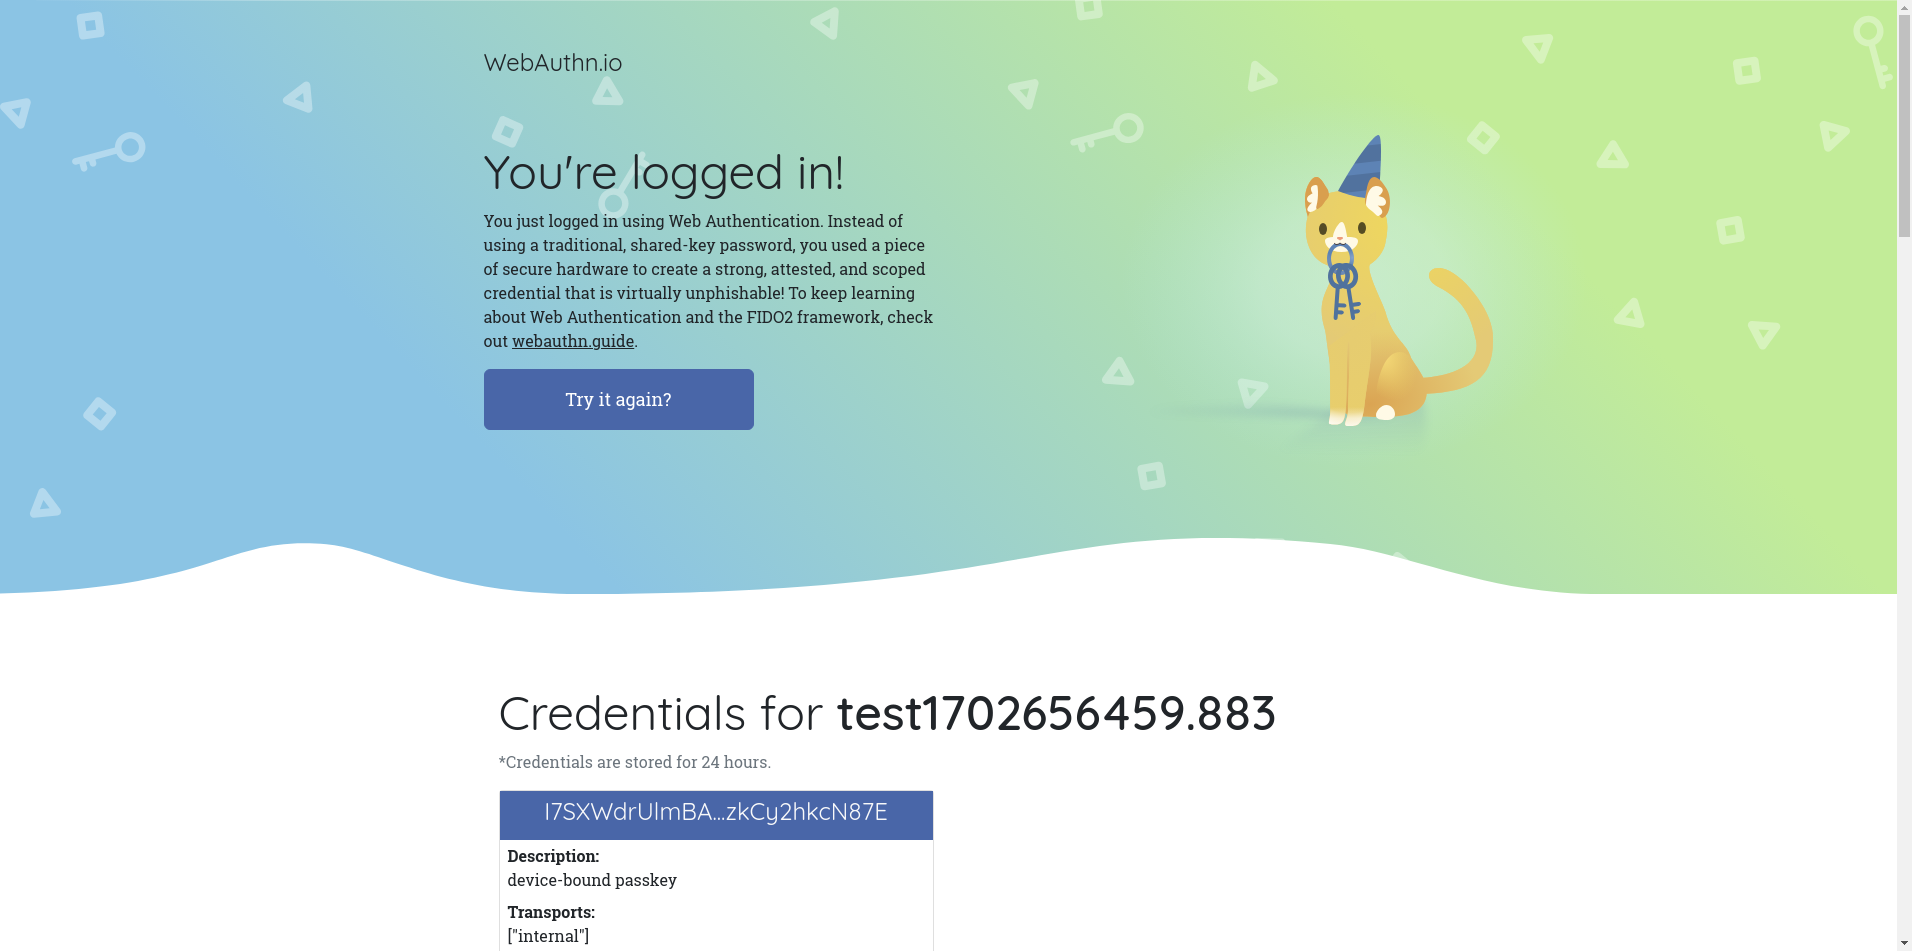 WebAuthn.io
You're logged in!
You just logged in using Web Authentication. Instead of
using a traditional, shared-key password, you used a piece
of secure hardware to create a strong, attested, and scoped
credential that is virtually unphishable! To keep learning
about Web Authentication and the FIDO2 framework, check
out webauthn.guide.
Try it again?
Credentials for test1702656459.883
*Credentials are stored for 24 hours.
I7SXWdrUlmBA...zkCy2hkcN87E
Description:
device-bound passkey
Transports:
["internal"]